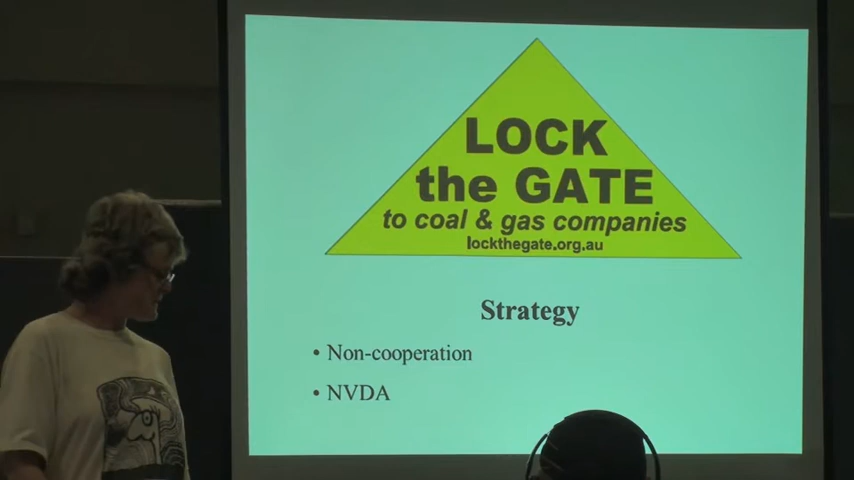 LOCK
the GATE
to coal & gas companies
lockthegate.org.au
Strategy
• Non-cooperation
• NVDA